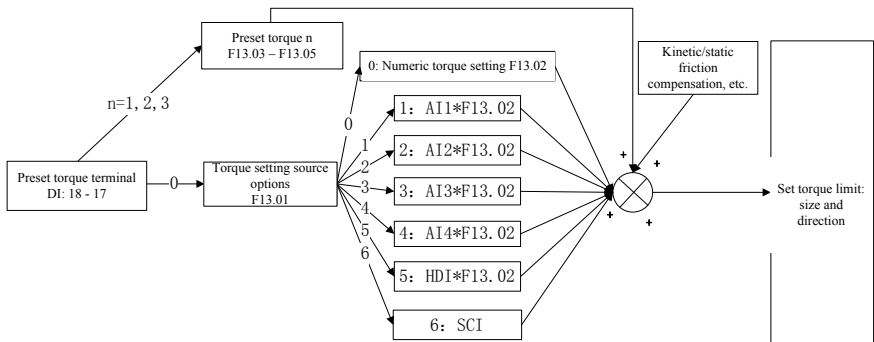 Preset torque n
F13.03 – F13.05
Kinetic/static
friction
compensation, etc.
0: Numeric torque setting F13.02
n=1, 2, 3
0
1: AI1*F13.02
1
2: AI2*F13.02
2
Preset torque terminal
DI: 18 - 17
0
Torque setting source
options
F13.01
3
3: AI3*F13.02
+
+
+
+
Set torque limit:
size and
direction
4
4: AI4*F13.02
5
5: HDI*F13.02
6
6: SCI